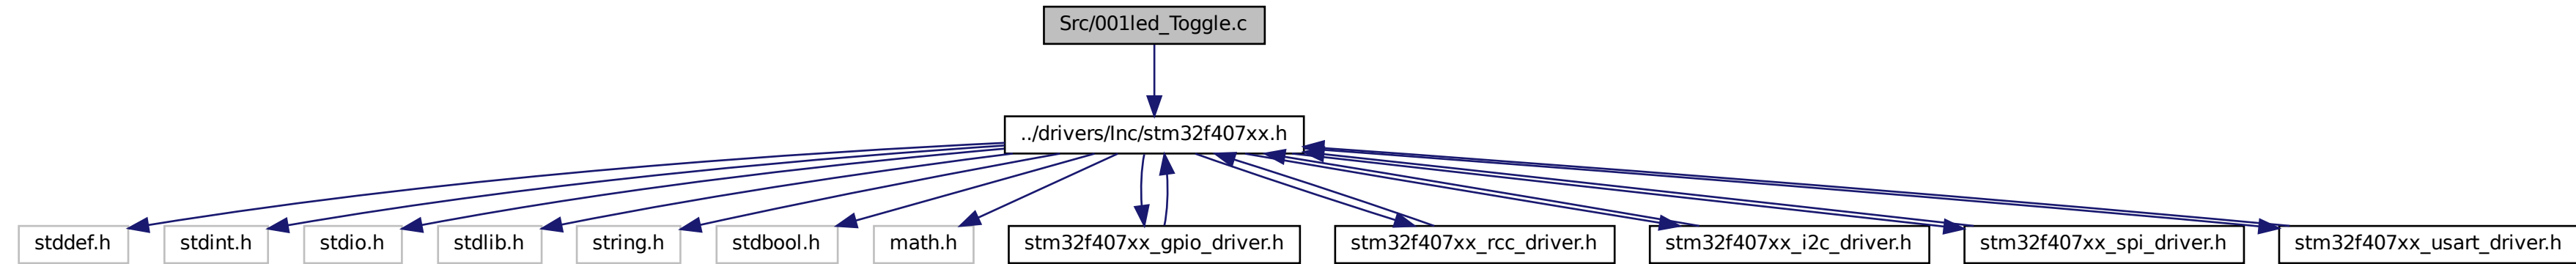 Src/001led_Toggle.c
../drivers/Inc/stm32f407xx.h
stddef.h
stdint.h
stdio.h
stdlib.h
string.h
stdbool.h
math.h
stm32f407xx_gpio_driver.h
stm32f407xx_rcc_driver.h
stm32f407xx_i2c_driver.h
stm32f407xx_spi_driver.h
stm32f407xx_usart_driver.h